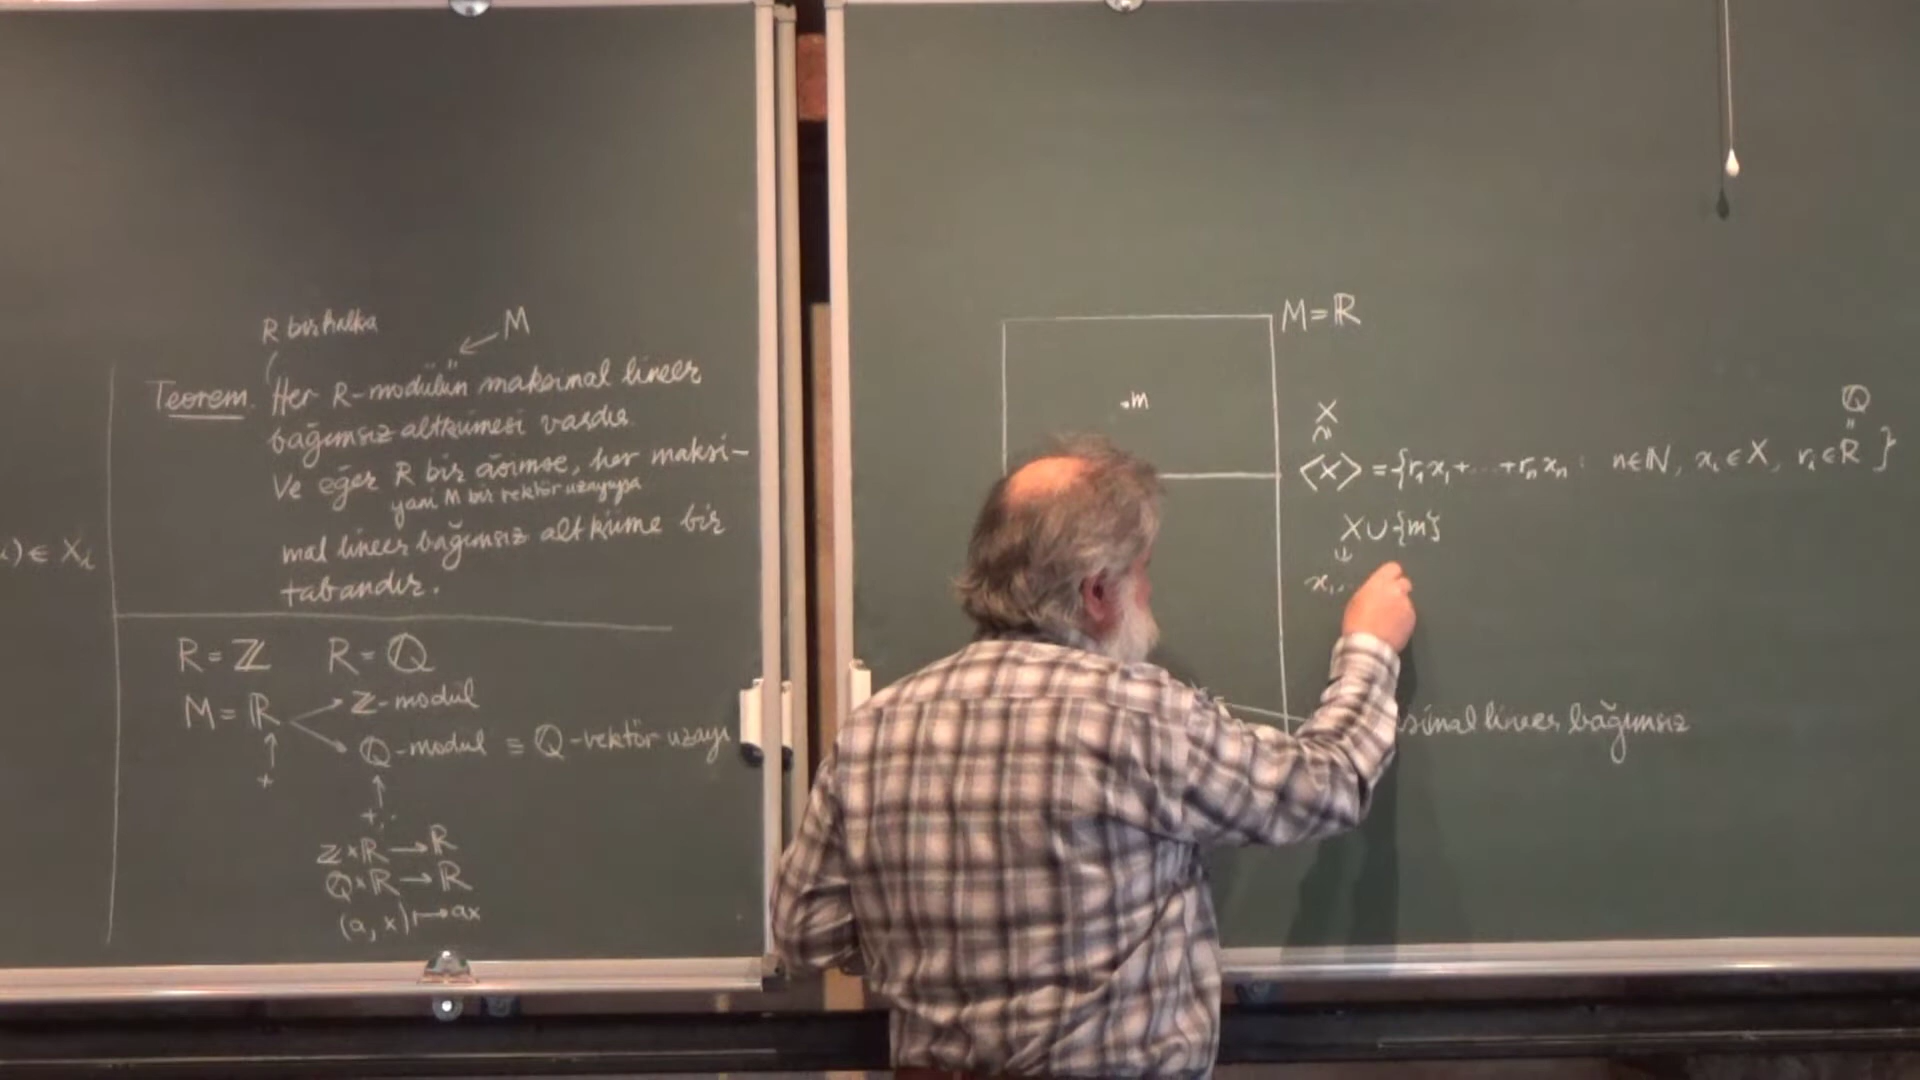 R bir halka
M
Teorem. Her R-modülün maksimal lineer
bağımsız altkümesi vardır.
Ve eğer R bir asimse, her maksi-
yani M bir vektör uzayıysa
mal lineer bağımsız altküme bir
tabandır.
) ∈ Xᵢ
R = ℤ R = ℚ
M = ℝ → ℤ-modül
→ ℚ-modül ≡ ℚ-vektör uzayı
↑ +
↑ +, ·
ℤ×ℝ → ℝ
ℚ×ℝ → ℝ
(a, x) ↦ ax
M = ℝ
.m
X
ℚ
⟨X⟩ = {r₁x₁ + ... + rₙxₙ : n∈ℕ, xᵢ∈X, rᵢ∈R}
X∪{m}
x₁, .
simal lineer bağımsız